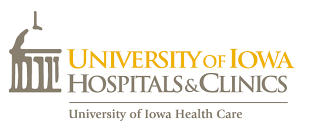 UNIVERSITY OF IOWA
HOSPITALS&CLINICS
University of Iowa Health Care